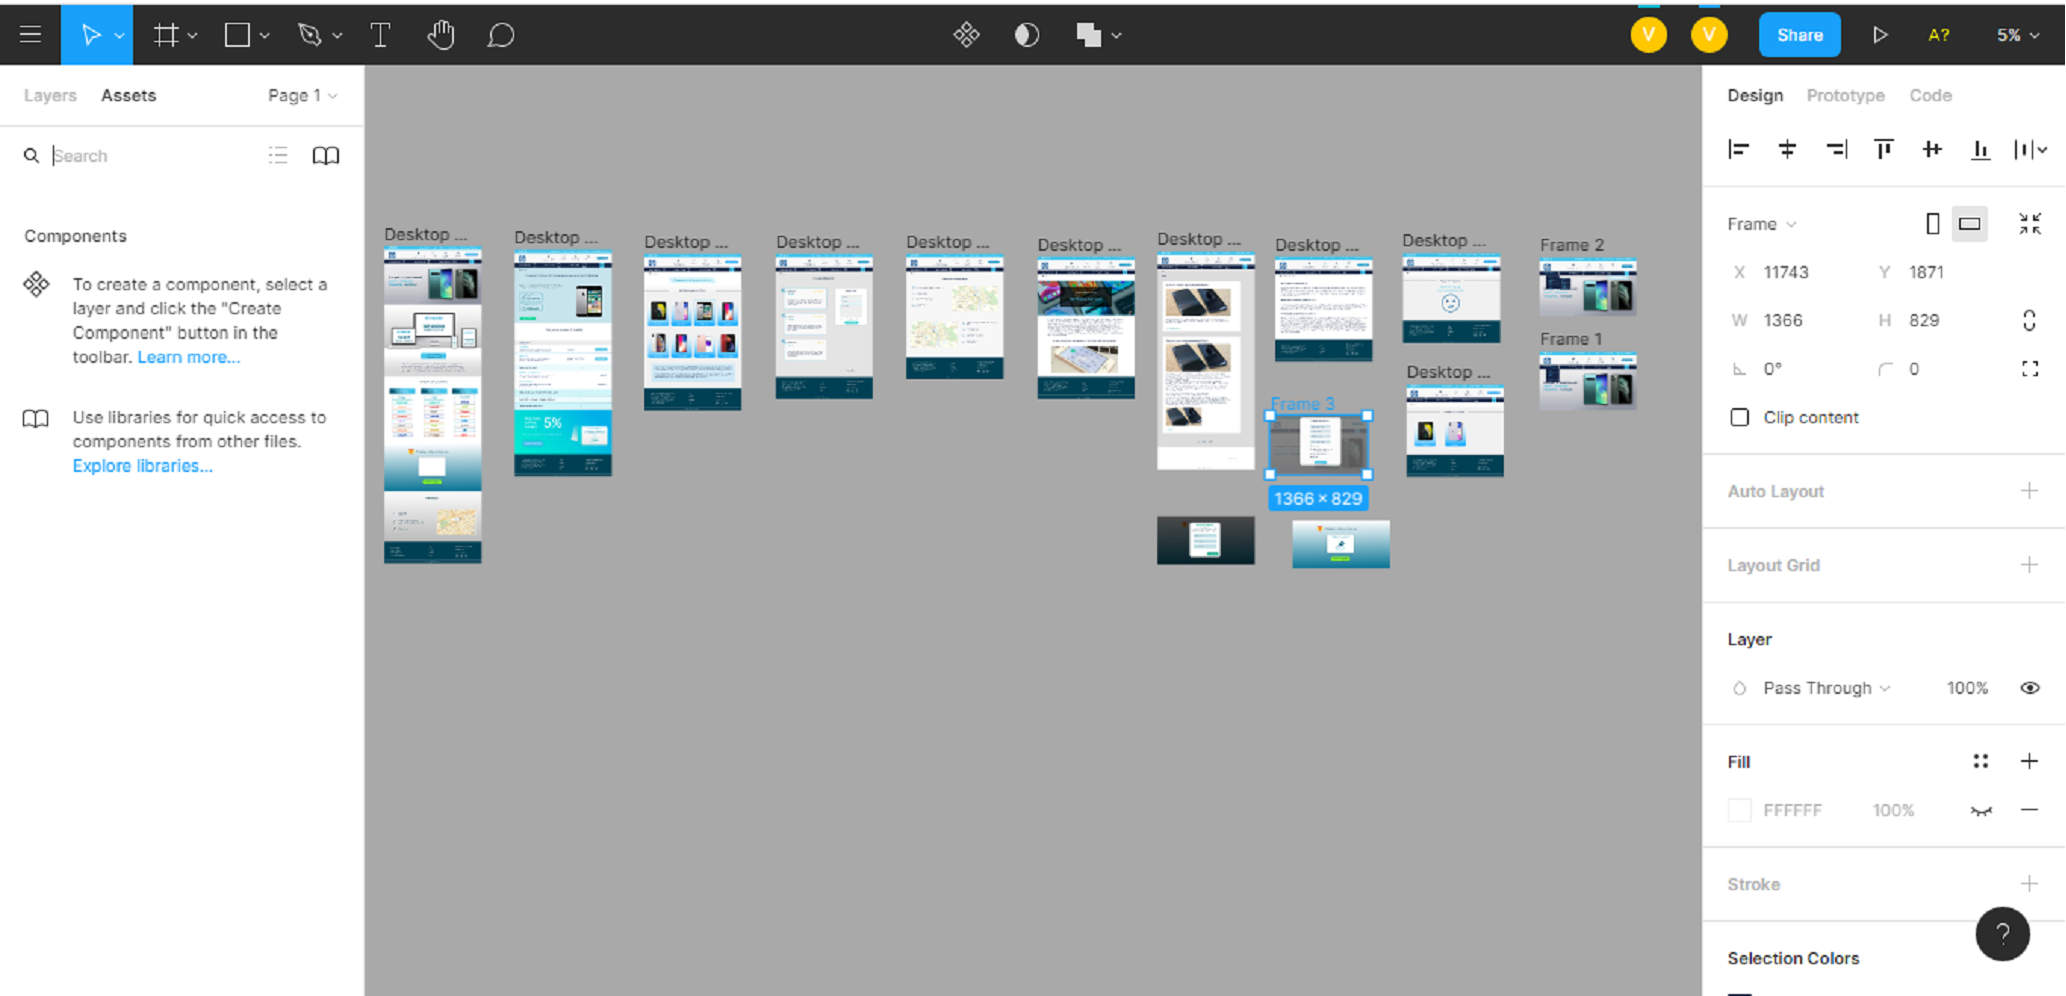 V
V
Share
A?
5%
Layers
Assets
Page 1
Search
Components
To create a component, select a
layer and click the "Create
Component" button in the
toolbar. Learn more...
Use libraries for quick access to
components from other files.
Explore libraries...
Desktop ...
Desktop ...
Desktop ...
Desktop ...
Desktop ...
Desktop ...
Desktop ...
Desktop ...
Desktop ...
Frame 2
Frame 1
Desktop ...
Frame 3
5%
1366 × 829
Design
Prototype
Code
Frame
X 11743
Y 1871
W 1366
H 829
0°
0
Clip content
Auto Layout
Layout Grid
Layer
Pass Through
100%
Fill
FFFFFF
100%
Stroke
?
Selection Colors